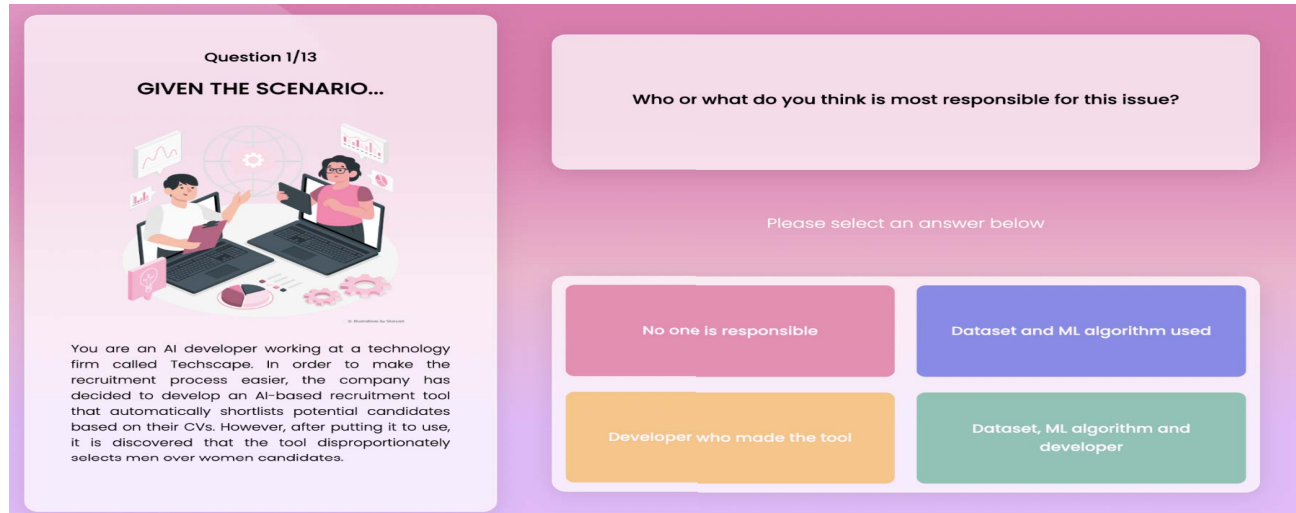 Question 1/13
GIVEN THE SCENARIO...
You are an AI developer working at a technology
firm called Techscape. In order to make the
recruitment process easier, the company has
decided to develop an AI-based recruitment tool
that automatically shortlists potential candidates
based on their CVs. However, after putting it to use,
it is discovered that the tool disproportionately
selects men over women candidates.
Who or what do you think is most responsible for this issue?
Please select an answer below
No one is responsible
Dataset and ML algorithm used
Developer who made the tool
Dataset, ML algorithm and
developer